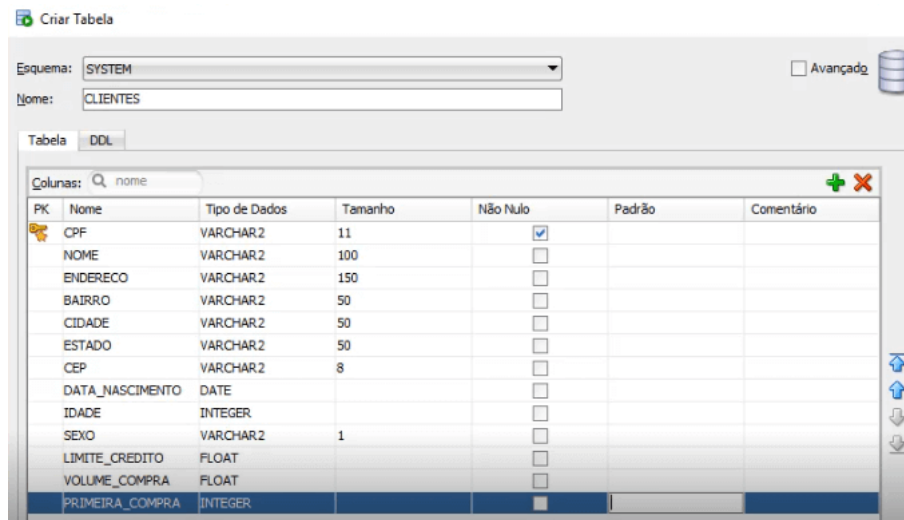 Criar Tabela
Esquema: SYSTEM Avançado
Nome: CLIENTES
Tabela DDL
Colunas: nome
PK Nome Tipo de Dados Tamanho Não Nulo Padrão Comentário
CPF VARCHAR2 11
NOME VARCHAR2 100
ENDERECO VARCHAR2 150
BAIRRO VARCHAR2 50
CIDADE VARCHAR2 50
ESTADO VARCHAR2 50
CEP VARCHAR2 8
DATA_NASCIMENTO DATE
IDADE INTEGER
SEXO VARCHAR2 1
LIMITE_CREDITO FLOAT
VOLUME_COMPRA FLOAT
PRIMEIRA_COMPRA INTEGER